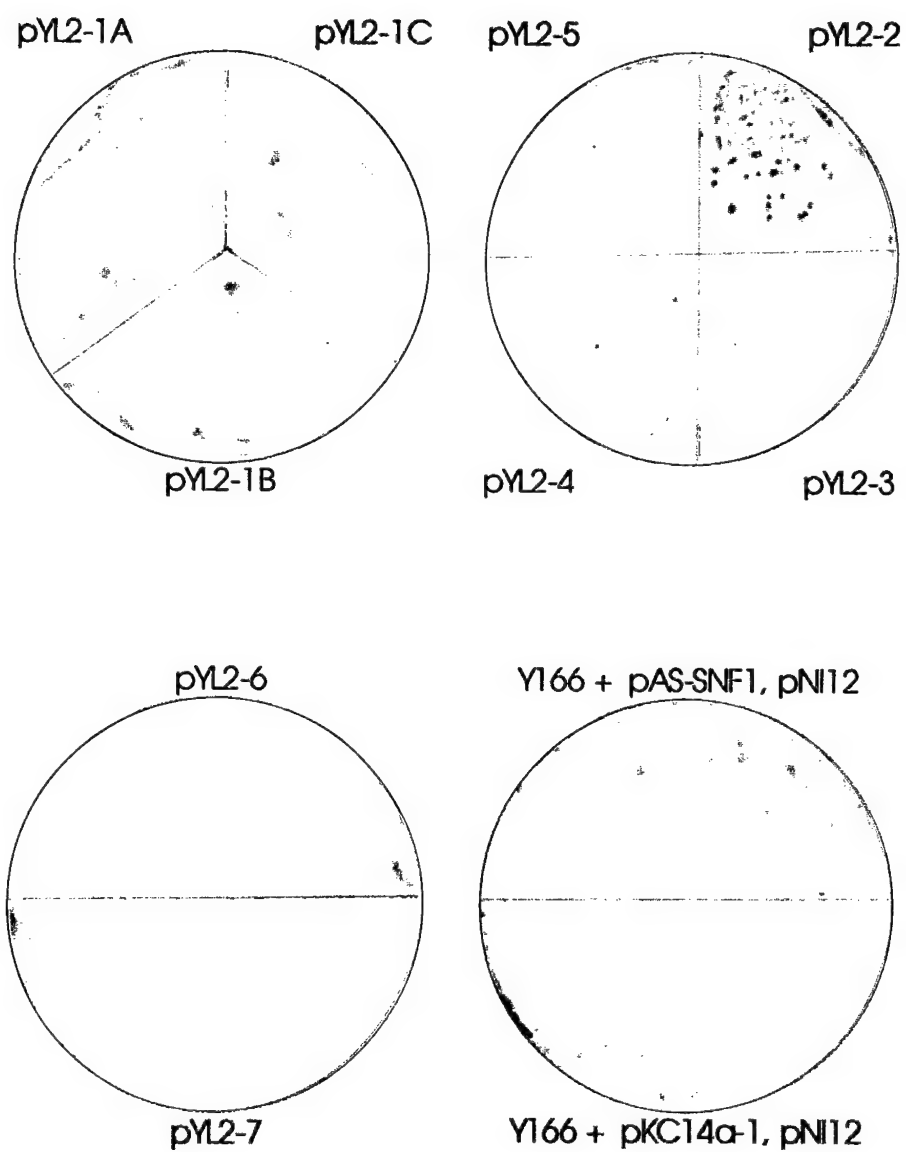 pYL2-1A pYL2-1C pYL2-5 pYL2-2
pYL2-1B pYL2-4 pYL2-3
pYL2-6 Y166 + pAS-SNF1, pNI12
pYL2-7 Y166 + pKC14α-1, pNI12